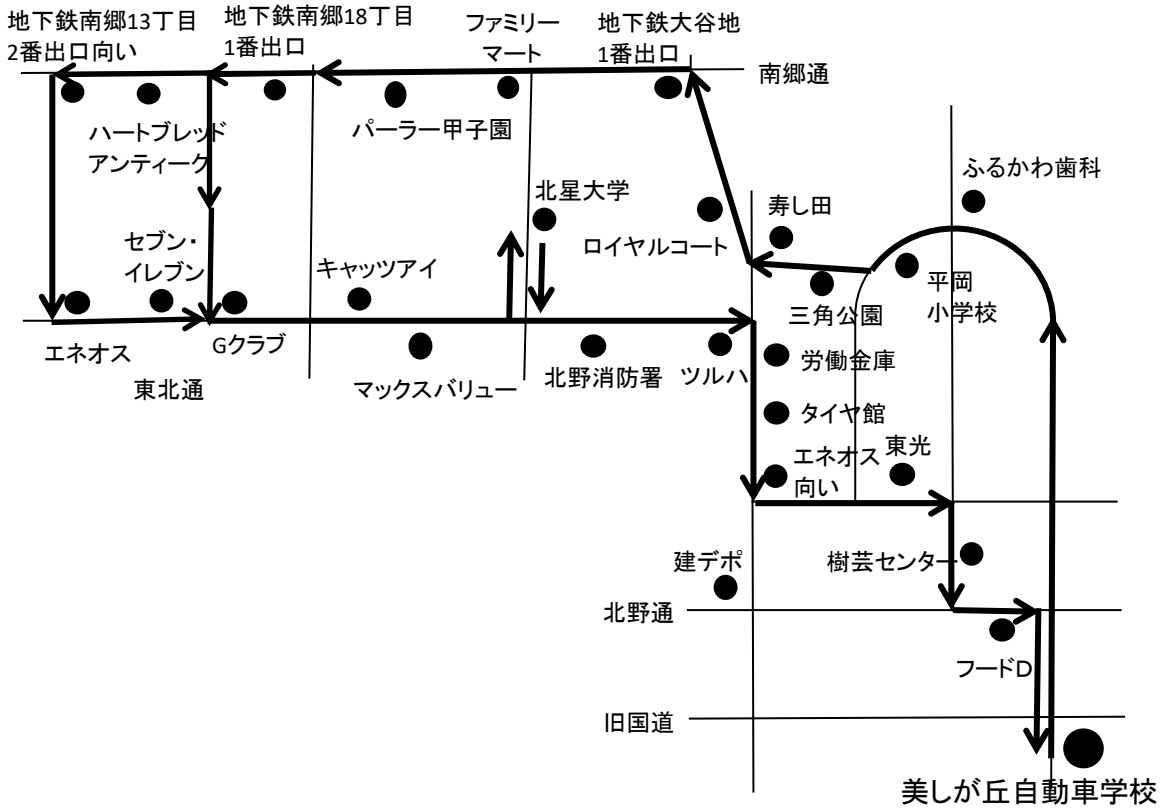 地下鉄南郷13丁目
2番出口向い
地下鉄南郷18丁目
1番出口
ファミリー
マート
地下鉄大谷地
1番出口
南郷通
ハートブレッド
アンティーク
パーラー甲子園
ふるかわ歯科
北星大学
寿し田
ロイヤルコート
セブン・
イレブン
キャッツアイ
平岡
小学校
三角公園
エネオス
Gクラブ
東北通
マックスバリュー
北野消防署
ツルハ
労働金庫
タイヤ館
エネオス
向い
東光
建デポ
樹芸センター
北野通
フードD
旧国道
美しが丘自動車学校